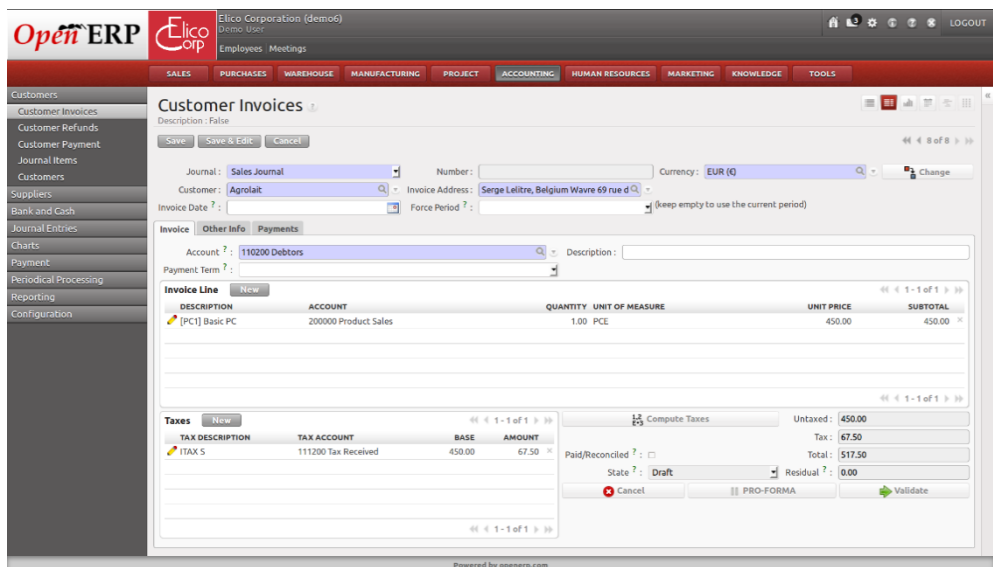 Open ERP
Elico Corp
Elico Corporation (demo6)
Demo User
Employees Meetings
3
LOGOUT
SALES PURCHASES WAREHOUSE MANUFACTURING PROJECT ACCOUNTING HUMAN RESOURCES MARKETING KNOWLEDGE TOOLS
Customers
Customer Invoices
Customer Refunds
Customer Payment
Journal Items
Customers
Suppliers
Bank and Cash
Journal Entries
Charts
Payment
Periodical Processing
Reporting
Configuration
Customer Invoices
Description : False
Save Save & Edit Cancel 8 of 8
Journal : Sales Journal Number : Currency : EUR (€) Change
Customer : Agrolait Invoice Address : Serge Lelitre, Belgium Wavre 69 rue d
Invoice Date ? : Force Period ? : (keep empty to use the current period)
Invoice Other Info Payments
Account ? : 110200 Debtors Description :
Payment Term ? :
Invoice Line New 1 - 1 of 1
DESCRIPTION ACCOUNT QUANTITY UNIT OF MEASURE UNIT PRICE SUBTOTAL
[PC1] Basic PC 200000 Product Sales 1.00 PCE 450.00 450.00
1 - 1 of 1
Taxes New 1 - 1 of 1
TAX DESCRIPTION TAX ACCOUNT BASE AMOUNT
ITAX S 111200 Tax Received 450.00 67.50
1 - 1 of 1
Compute Taxes Untaxed : 450.00
Tax : 67.50
Paid/Reconciled ? : Total : 517.50
State ? : Draft Residual ? : 0.00
Cancel PRO-FORMA Validate
Powered by openerp.com